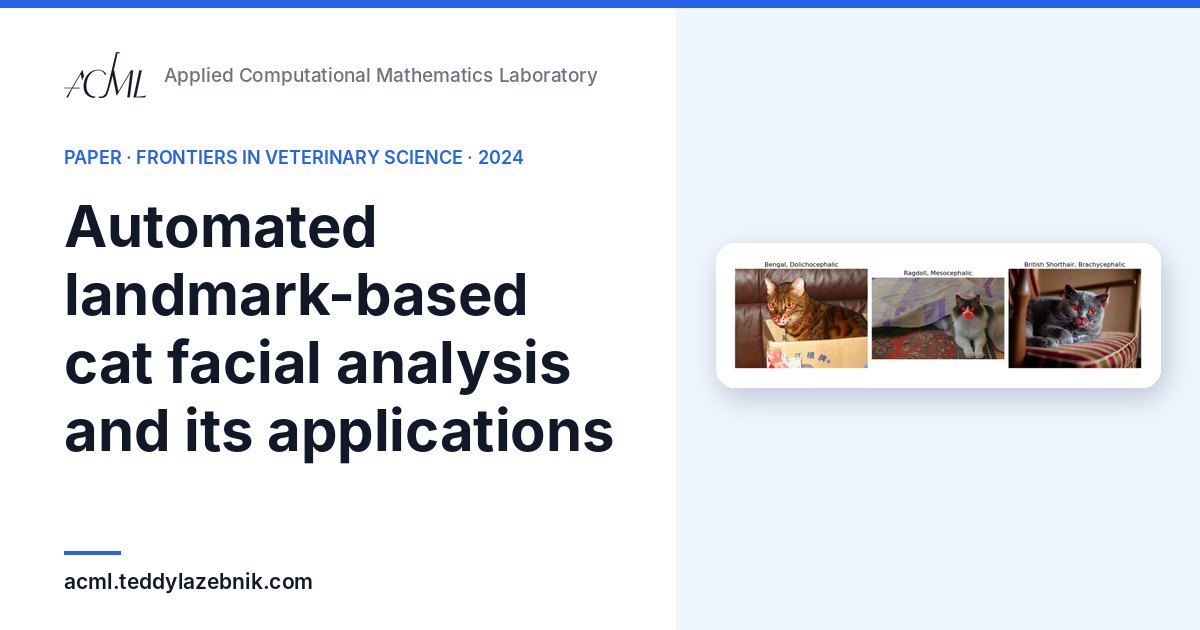 ACML Applied Computational Mathematics Laboratory
PAPER · FRONTIERS IN VETERINARY SCIENCE · 2024
Automated
landmark-based
cat facial analysis
and its applications
acml.teddylazebnik.com
Bengal, Dolichocephalic
Ragdoll, Mesocephalic
British Shorthair, Brachycephalic